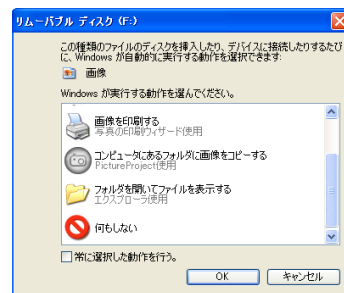 リムーバブル ディスク (F:)
この種類のファイルのディスクを挿入したり、デバイスに接続したりするたび
に、Windows が自動的に実行する動作を選択できます:
画像
Windows が実行する動作を選んでください。
画像を印刷する
写真の印刷ウィザード使用
コンピュータにあるフォルダに画像をコピーする
PictureProject使用
フォルダを開いてファイルを表示する
エクスプローラ使用
何もしない
常に選択した動作を行う。
OK キャンセル